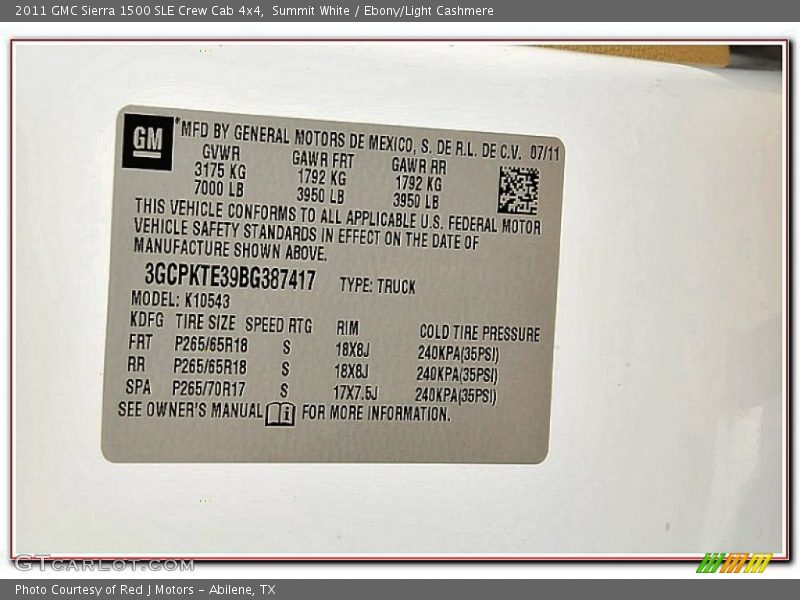 2011 GMC Sierra 1500 SLE Crew Cab 4x4, Summit White / Ebony/Light Cashmere
GM
*MFD BY GENERAL MOTORS DE MEXICO, S. DE R.L. DE C.V. 07/11
GVWR GAWR FRT GAWR RR
3175 KG 1792 KG 1792 KG
7000 LB 3950 LB 3950 LB
THIS VEHICLE CONFORMS TO ALL APPLICABLE U.S. FEDERAL MOTOR
VEHICLE SAFETY STANDARDS IN EFFECT ON THE DATE OF
MANUFACTURE SHOWN ABOVE.
3GCPKTE39BG387417 TYPE: TRUCK
MODEL: K10543
KDFG TIRE SIZE SPEED RTG RIM COLD TIRE PRESSURE
FRT P265/65R18 S 18X8J 240KPA(35PSI)
RR P265/65R18 S 18X8J 240KPA(35PSI)
SPA P265/70R17 S 17X7.5J 240KPA(35PSI)
SEE OWNER'S MANUAL i FOR MORE INFORMATION.
GTCARLOT.COM
Photo Courtesy of Red J Motors - Abilene, TX